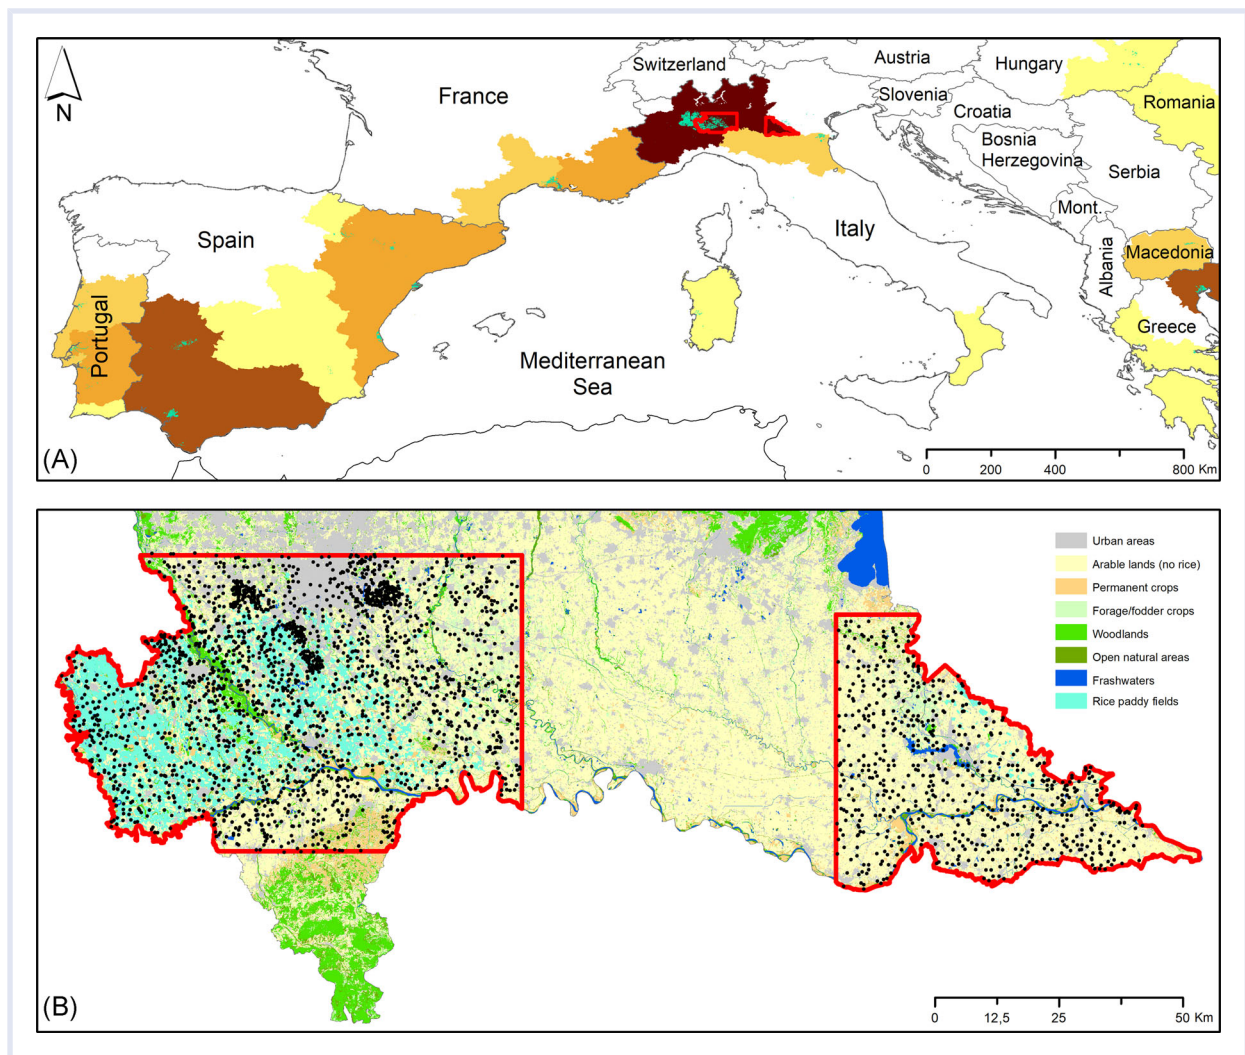 N
Switzerland
Austria
Hungary
France
Slovenia
Romania
Croatia
Bosnia
Herzegovina
Serbia
Mont.
Spain
Italy
Albania
Macedonia
Portugal
Greece
Mediterranean
Sea
(A)
0 200 400 600 800 Km
Urban areas
Arable lands (no rice)
Permanent crops
Forage/fodder crops
Woodlands
Open natural areas
Frashwaters
Rice paddy fields
(B)
0 12,5 25 50 Km